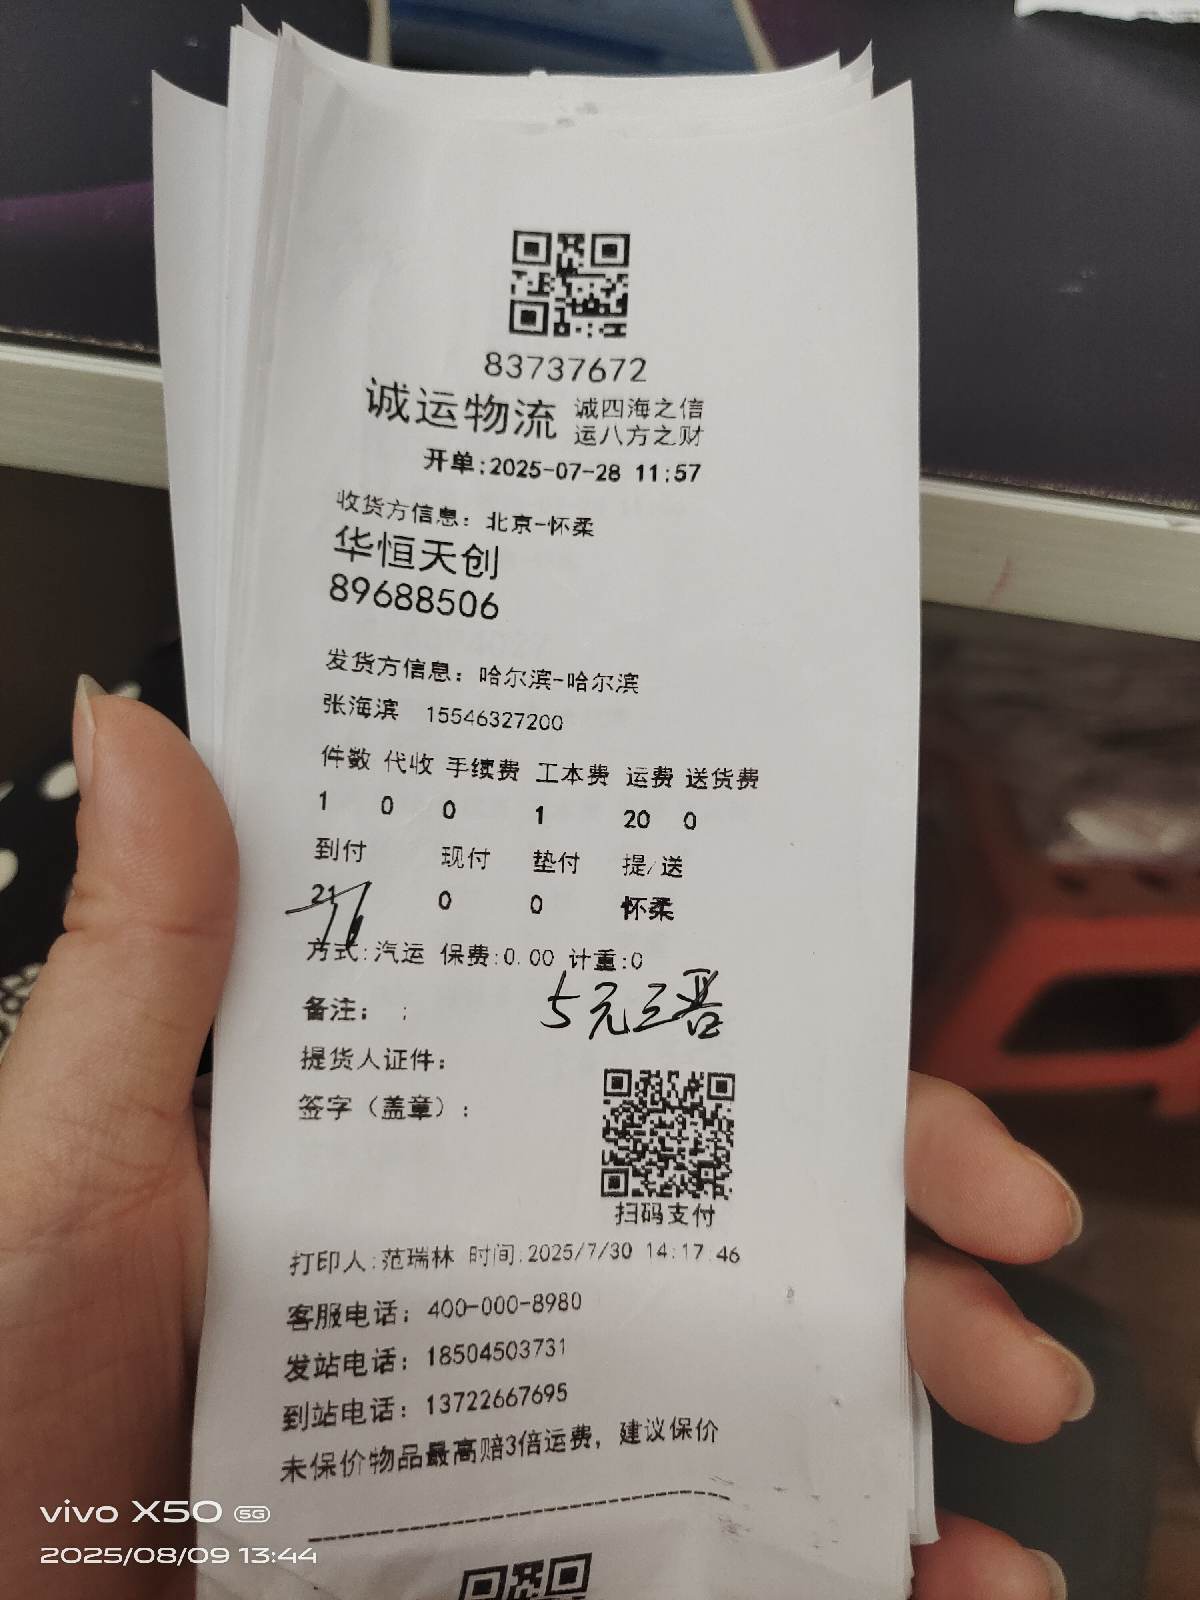 83737672
诚运物流 诚四海之信
运八方之财
开单:2025-07-28 11:57
收货方信息：北京-怀柔
华恒天创
89688506
发货方信息：哈尔滨-哈尔滨
张海滨 15546327200
件数 代收 手续费 工本费 运费 送货费
1 0 0 1 20 0
到付 现付 垫付 提/送
21 0 0 怀柔
方式:汽运 保费:0.00 计重:0
5元
备注： ;
提货人证件：
签字（盖章）：
扫码支付
打印人:范瑞林 时间:2025/7/30 14:17:46
客服电话：400-000-8980
发站电话：18504503731
到站电话：13722667695
未保价物品最高赔3倍运费，建议保价
vivo X50 5G
2025/08/09 13:44